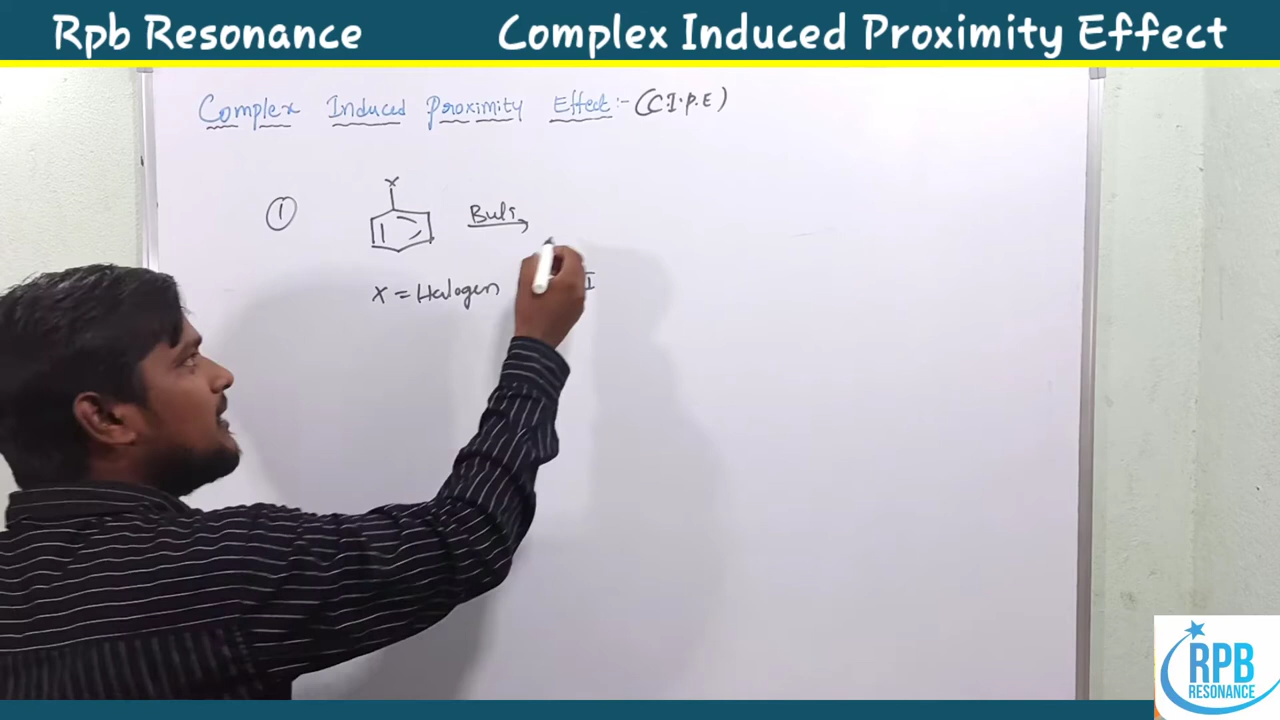 Rpb Resonance Complex Induced Proximity Effect
Complex Induced Proximity Effect:- (C.I.P.E)
X
1 BuLi
X = Halogen I
RPB
RESONANCE